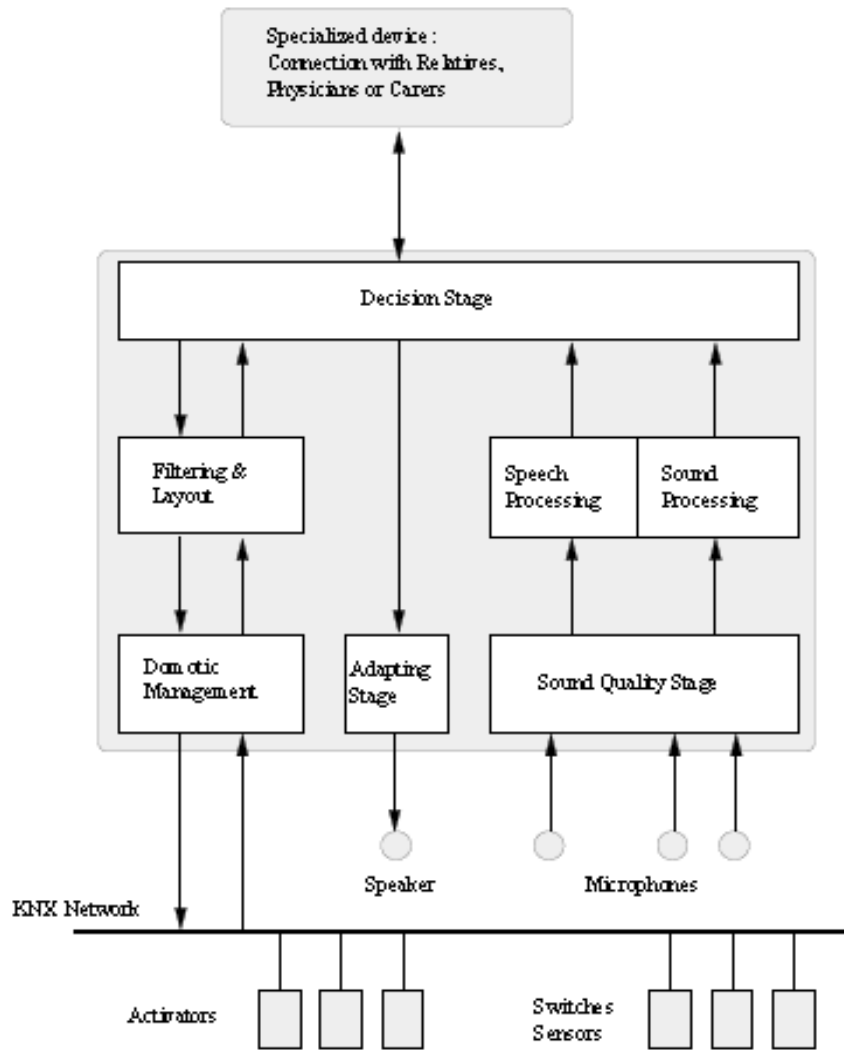 Specialized device :
Connection with Relatives,
Physicians or Carers
Decision Stage
Filtering &
Layout
Speech
Processing
Sound
Processing
Domotic
Management
Adapting
Stage
Sound Quality Stage
Speaker
Microphones
KNX Network
Activators
Switches
Sensors